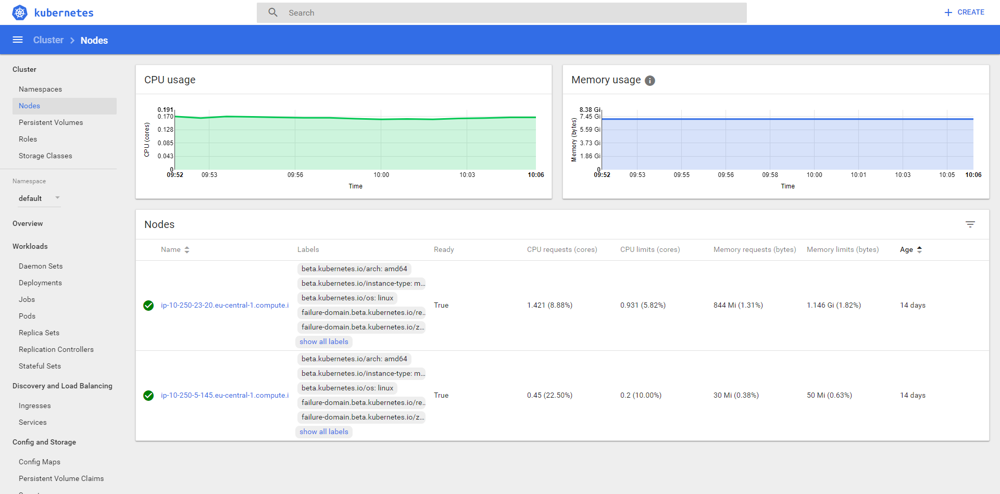 kubernetes
Search
CREATE
Cluster
Nodes
Cluster
Namespaces
Nodes
Persistent Volumes
Roles
Storage Classes
Namespace
default
Overview
Workloads
Daemon Sets
Deployments
Jobs
Pods
Replica Sets
Replication Controllers
Stateful Sets
Discovery and Load Balancing
Ingresses
Services
Config and Storage
Config Maps
Persistent Volume Claims
CPU usage
CPU (cores)
0.191
0.170
0.128
0.085
0.043
0
09:52 09:53 09:56 10:00 10:03 10:06
Time
Memory usage
Memory (bytes)
8.38 Gi
7.45 Gi
5.59 Gi
3.73 Gi
1.86 Gi
0
09:52 09:53 09:55 09:56 09:58 10:00 10:01 10:03 10:05 10:06
Time
Nodes
Name Labels Ready CPU requests (cores) CPU limits (cores) Memory requests (bytes) Memory limits (bytes) Age
beta.kubernetes.io/arch: amd64
beta.kubernetes.io/instance-type: m...
beta.kubernetes.io/os: linux
ip-10-250-23-20.eu-central-1.compute.i True 1.421 (8.88%) 0.931 (5.82%) 844 Mi (1.31%) 1.146 Gi (1.82%) 14 days
failure-domain.beta.kubernetes.io/re...
failure-domain.beta.kubernetes.io/z...
show all labels
beta.kubernetes.io/arch: amd64
beta.kubernetes.io/instance-type: m...
beta.kubernetes.io/os: linux
ip-10-250-5-145.eu-central-1.compute.i True 0.45 (22.50%) 0.2 (10.00%) 30 Mi (0.38%) 50 Mi (0.63%) 14 days
failure-domain.beta.kubernetes.io/re...
failure-domain.beta.kubernetes.io/z...
show all labels